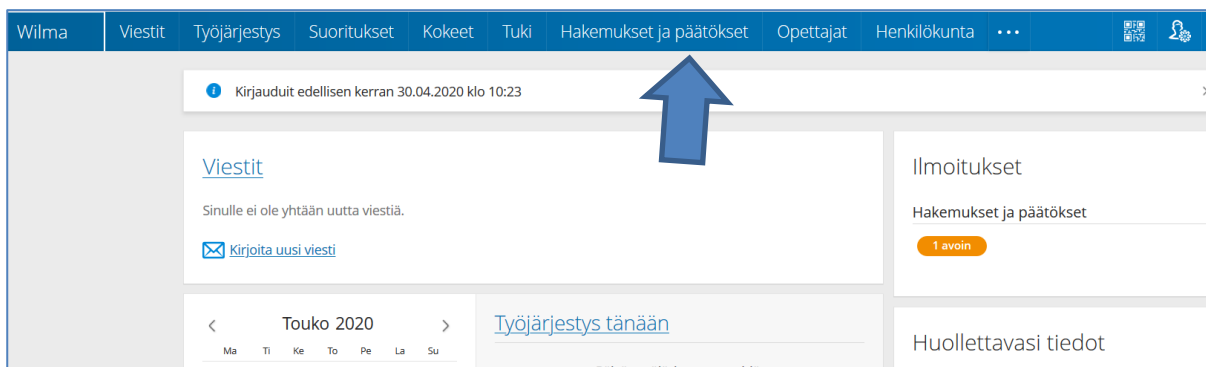 Wilma Viestit Työjärjestys Suoritukset Kokeet Tuki Hakemukset ja päätökset Opettajat Henkilökunta ...
Kirjauduit edellisen kerran 30.04.2020 klo 10:23
Viestit
Sinulle ei ole yhtään uutta viestiä.
Kirjoita uusi viesti
Ilmoitukset
Hakemukset ja päätökset
1 avoin
Touko 2020
Ma Ti Ke To Pe La Su
Työjärjestys tänään
Huollettavasi tiedot